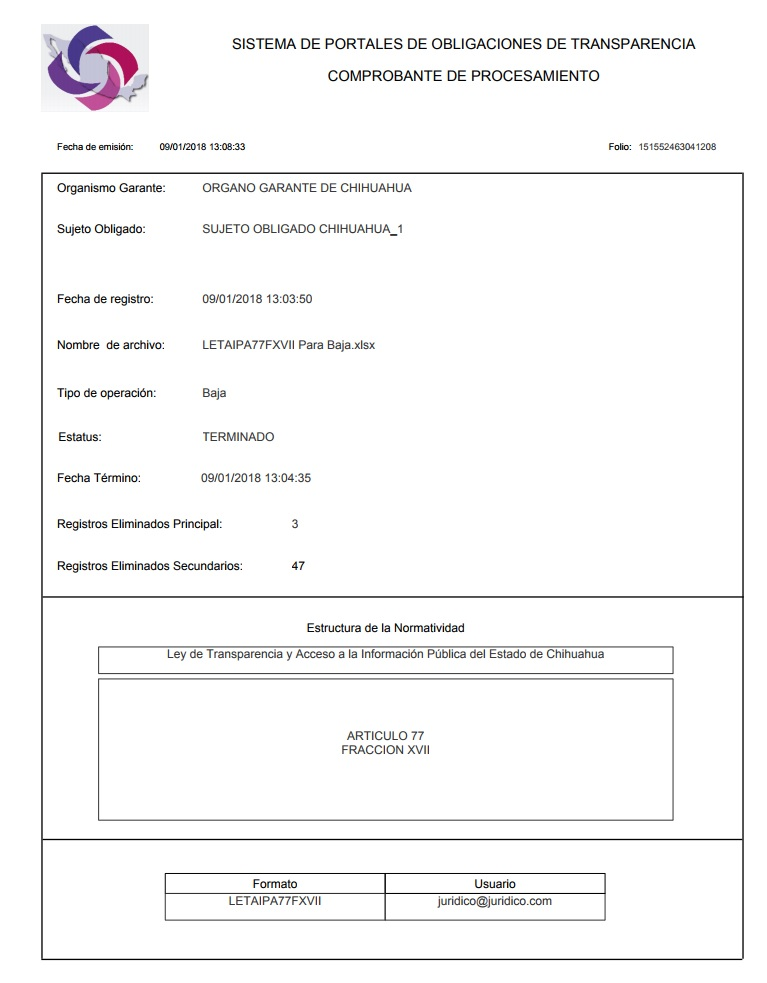 SISTEMA DE PORTALES DE OBLIGACIONES DE TRANSPARENCIA
COMPROBANTE DE PROCESAMIENTO
Fecha de emisión: 09/01/2018 13:08:33 Folio: 151552463041208
Organismo Garante: ORGANO GARANTE DE CHIHUAHUA
Sujeto Obligado: SUJETO OBLIGADO CHIHUAHUA_1
Fecha de registro: 09/01/2018 13:03:50
Nombre de archivo: LETAIPA77FXVII Para Baja.xlsx
Tipo de operación: Baja
Estatus: TERMINADO
Fecha Término: 09/01/2018 13:04:35
Registros Eliminados Principal: 3
Registros Eliminados Secundarios: 47
Estructura de la Normatividad
Ley de Transparencia y Acceso a la Información Pública del Estado de Chihuahua
ARTICULO 77
FRACCION XVII
Formato Usuario
LETAIPA77FXVII juridico@juridico.com